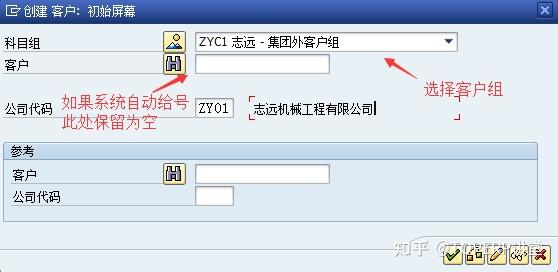 创建 客户: 初始屏幕
科目组
ZYC1 志远 - 集团外客户组
客户
如果系统自动给号
此处保留为空
选择客户组
公司代码
ZY01
志远机械工程有限公司
参考
客户
公司代码